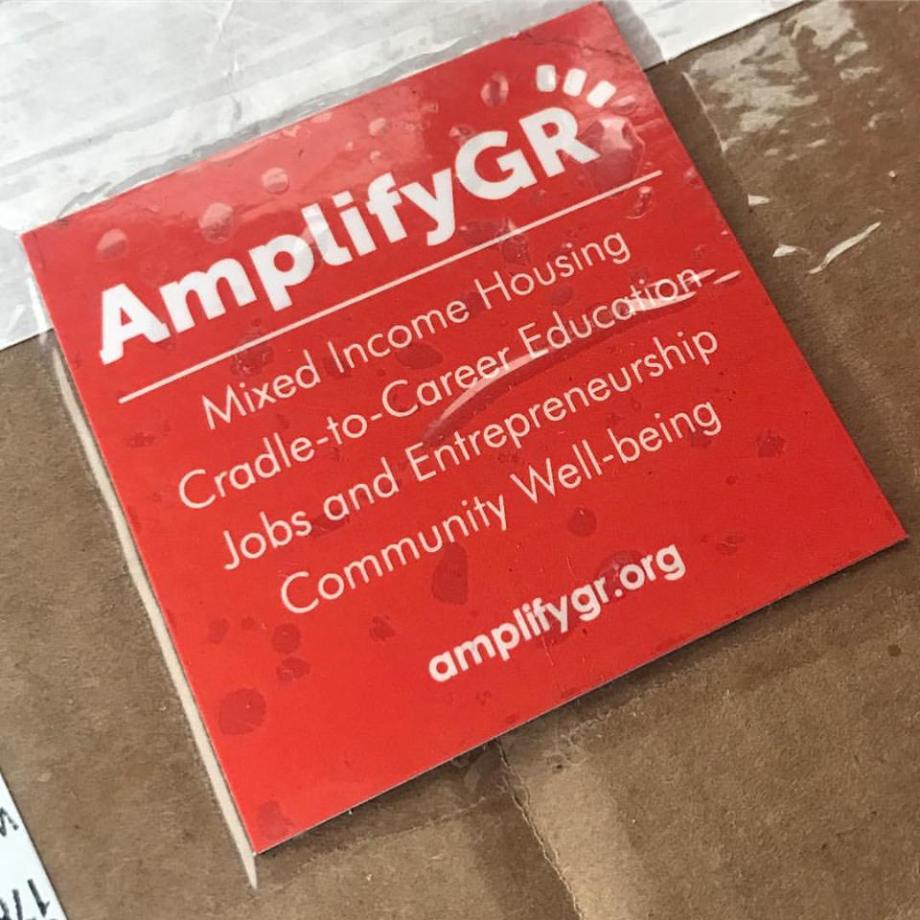 AmplifyGR
Mixed Income Housing
Cradle-to-Career Education
Jobs and Entrepreneurship
Community Well-being
amplifygr.org